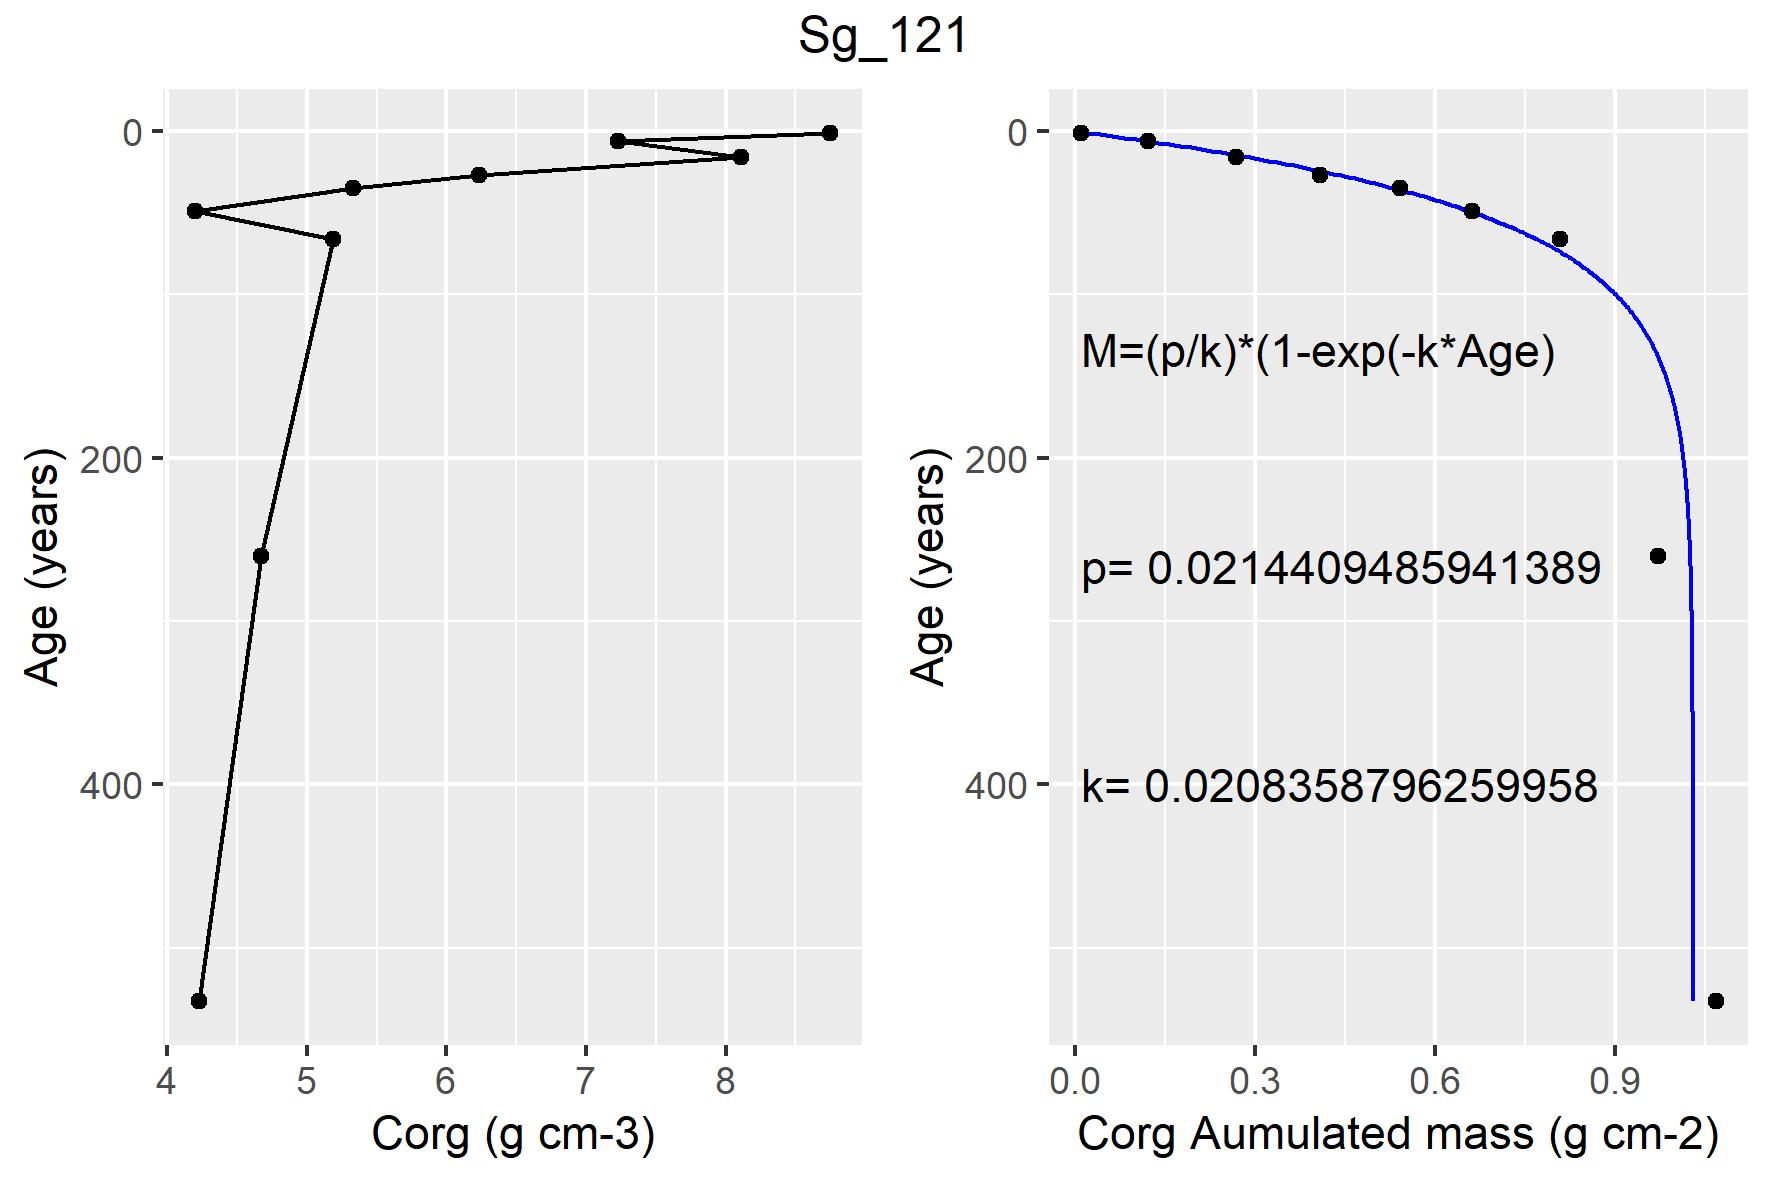 Sg_121
0
200
400
Age (years)
4 5 6 7 8
Corg (g cm-3)
0
200
400
Age (years)
M=(p/k)*(1-exp(-k*Age)
p= 0.0214409485941389
k= 0.0208358796259958
0.0 0.3 0.6 0.9
Corg Aumulated mass (g cm-2)